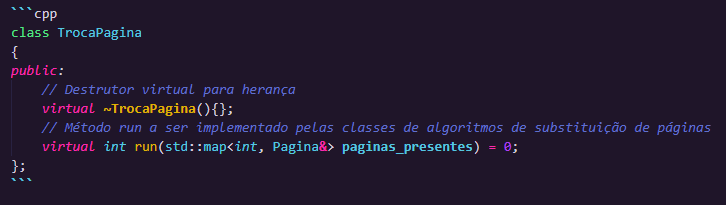 ```cpp
class TrocaPagina
{
public:
    // Destrutor virtual para herança
    virtual ~TrocaPagina(){};
    // Método run a ser implementado pelas classes de algoritmos de substituição de páginas
    virtual int run(std::map<int, Pagina&> paginas_presentes) = 0;
};
```